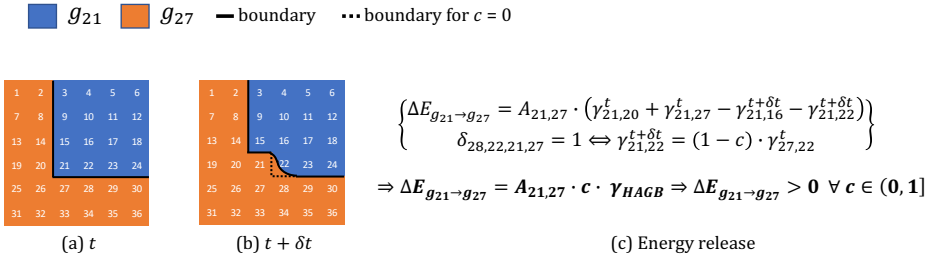 g₂₁ g₂₇ boundary boundary for c = 0
1 2 3 4 5 6
7 8 9 10 11 12
13 14 15 16 17 18
19 20 21 22 23 24
25 26 27 28 29 30
31 32 33 34 35 36
(a) t
1 2 3 4 5 6
7 8 9 10 11 12
13 14 15 16 17 18
19 20 21 22 23 24
25 26 27 28 29 30
31 32 33 34 35 36
(b) t + δt
{ΔE_{g₂₁→g₂₇} = A_{21,27} · (γ^{t}_{21,20} + γ^{t}_{21,27} − γ^{t+δt}_{21,16} − γ^{t+δt}_{21,22})
δ_{28,22,21,27} = 1 ⇔ γ^{t+δt}_{21,22} = (1 − c) · γ^{t}_{27,22}}
⇒ ΔE_{g₂₁→g₂₇} = A_{21,27} · c · γ_{HAGB} ⇒ ΔE_{g₂₁→g₂₇} > 0 ∀ c ∈ (0, 1]
(c) Energy release